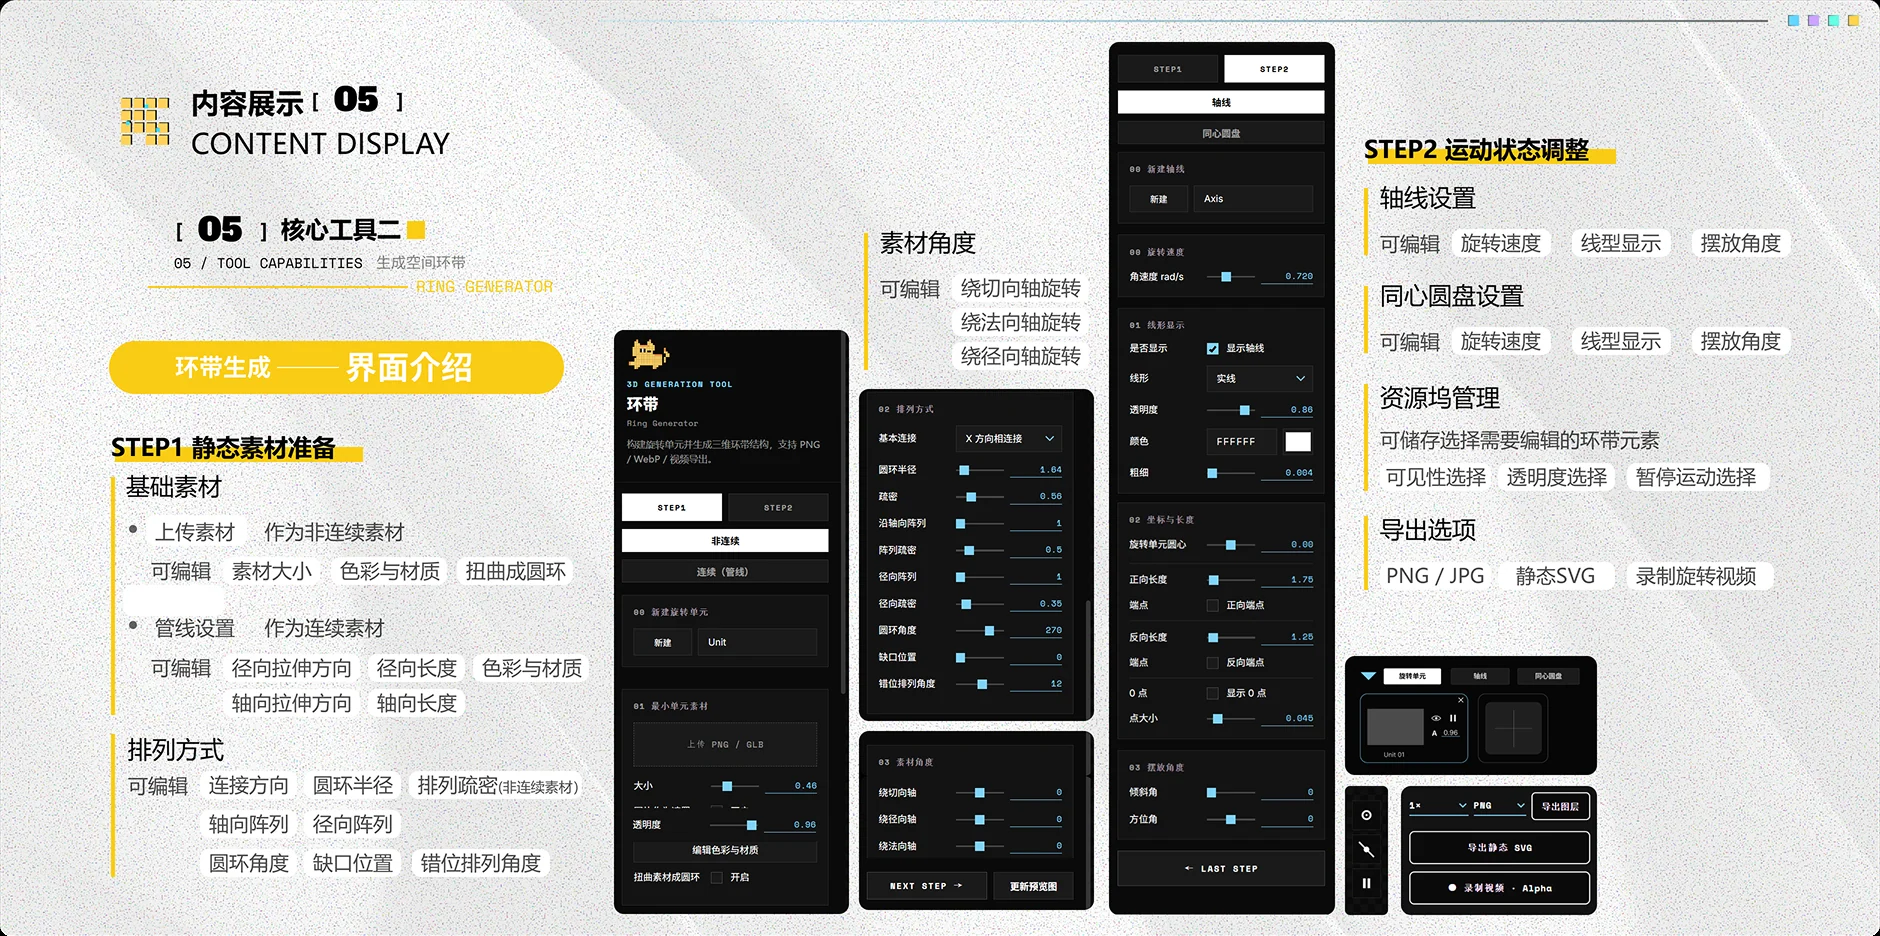 内容展示 [ 05 ]
CONTENT DISPLAY
[ 05 ] 核心工具二
05 / TOOL CAPABILITIES 生成空间环带
RING GENERATOR
环带生成——界面介绍
STEP1 静态素材准备
基础素材
• 上传素材 作为非连续素材
可编辑 素材大小 色彩与材质 扭曲成圆环
• 管线设置 作为连续素材
可编辑 径向拉伸方向 径向长度 色彩与材质
轴向拉伸方向 轴向长度
排列方式
可编辑 连接方向 圆环半径 排列疏密(非连续素材)
轴向阵列 径向阵列
圆环角度 缺口位置 错位排列角度
3D GENERATION TOOL
环带
Ring Generator
构建旋转单元并生成三维环带结构，支持 PNG
/ WebP / 视频导出。
STEP1 STEP2
非连续
连续（管线）
00 新建旋转单元
新建 Unit
01 最小单元素材
上传 PNG / GLB
大小 0.46
透明度 0.96
编辑色彩与材质
扭曲素材成圆环 开启
素材角度
可编辑 绕切向轴旋转
绕法向轴旋转
绕径向轴旋转
02 排列方式
基本连接 X 方向相连接
圆环半径 1.64
疏密 0.56
沿轴向阵列 1
阵列疏密 0.5
径向阵列 1
径向疏密 0.35
圆环角度 270
缺口位置 0
错位排列角度 12
03 素材角度
绕切向轴 0
绕径向轴 0
绕法向轴 0
NEXT STEP → 更新预览图
STEP1 STEP2
轴线
同心圆盘
00 新建轴线
新建 Axis
00 旋转速度
角速度 rad/s 0.720
01 线形显示
是否显示 显示轴线
线形 实线
透明度 0.86
颜色 FFFFFF
粗细 0.004
02 坐标与长度
旋转单元圆心 0.00
正向长度 1.75
端点 正向端点
反向长度 1.25
端点 反向端点
0 点 显示 0 点
点大小 0.045
03 摆放角度
倾斜角 0
方位角 0
← LAST STEP
STEP2 运动状态调整
轴线设置
可编辑 旋转速度 线型显示 摆放角度
同心圆盘设置
可编辑 旋转速度 线型显示 摆放角度
资源坞管理
可储存选择需要编辑的环带元素
可见性选择 透明度选择 暂停运动选择
导出选项
PNG / JPG 静态SVG 录制旋转视频
旋转单元 轴线 同心圆盘
A 0.96
Unit 01
1× PNG 导出图层
导出静态 SVG
录制视频 · Alpha